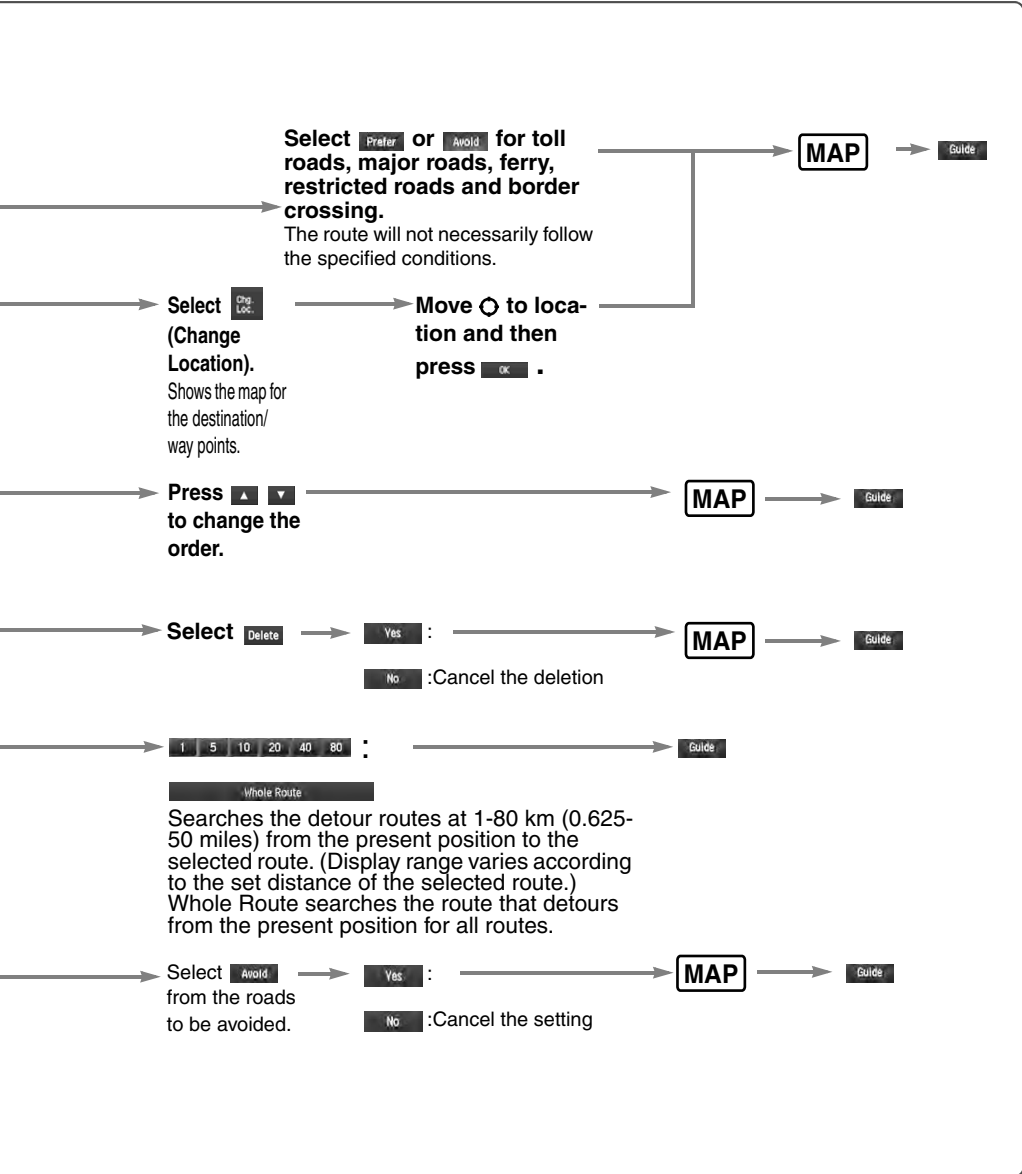 Select Prefer or Avoid for toll
roads, major roads, ferry,
restricted roads and border
crossing.
The route will not necessarily follow
the specified conditions.
MAP
Guide
Select Chg. Loc.
(Change
Location).
Shows the map for
the destination/
way points.
Move to loca-
tion and then
press OK .
Press ▲ ▼
to change the
order.
MAP
Guide
Select Delete
Yes :
No :Cancel the deletion
MAP
Guide
1 5 10 20 40 80 :
Guide
Whole Route
Searches the detour routes at 1-80 km (0.625-
50 miles) from the present position to the
selected route. (Display range varies according
to the set distance of the selected route.)
Whole Route searches the route that detours
from the present position for all routes.
Select Avoid
from the roads
to be avoided.
Yes :
No :Cancel the setting
MAP
Guide